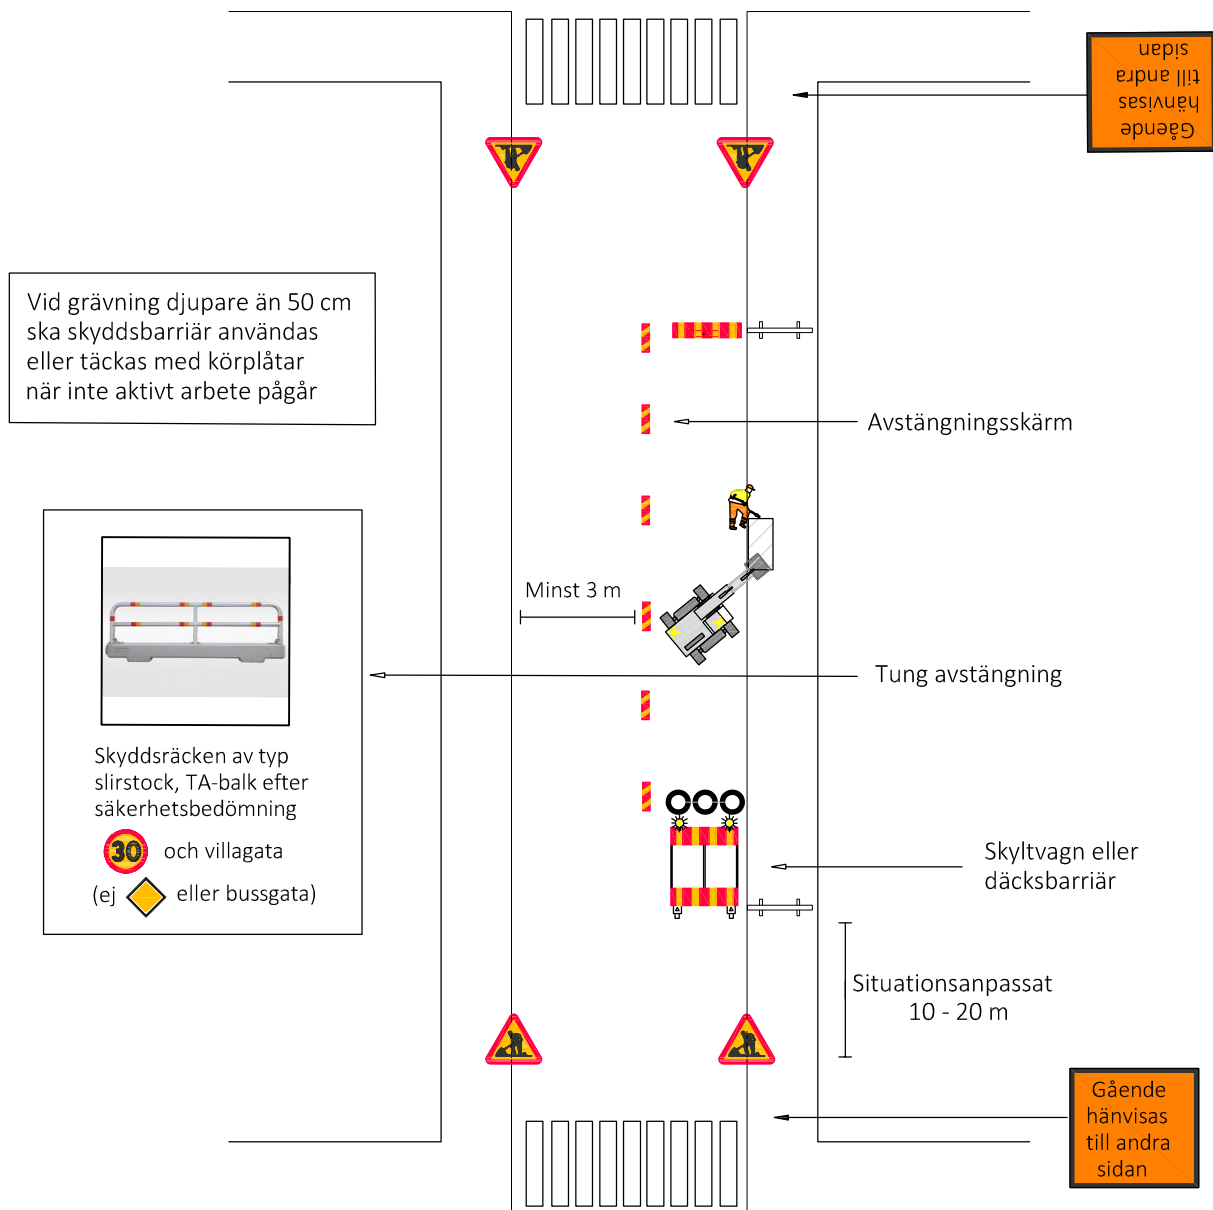 Gående
hänvisas
till andra
sidan
Vid grävning djupare än 50 cm
ska skyddsbarriär användas
eller täckas med körplåtar
när inte aktivt arbete pågår
Avstängningsskärm
Minst 3 m
Tung avstängning
Skyddsräcken av typ
slirstock, TA-balk efter
säkerhetsbedömning
30 och villagata
(ej eller bussgata)
Skyltvagn eller
däcksbarriär
Situationsanpassat
10 - 20 m
Gående
hänvisas
till andra
sidan